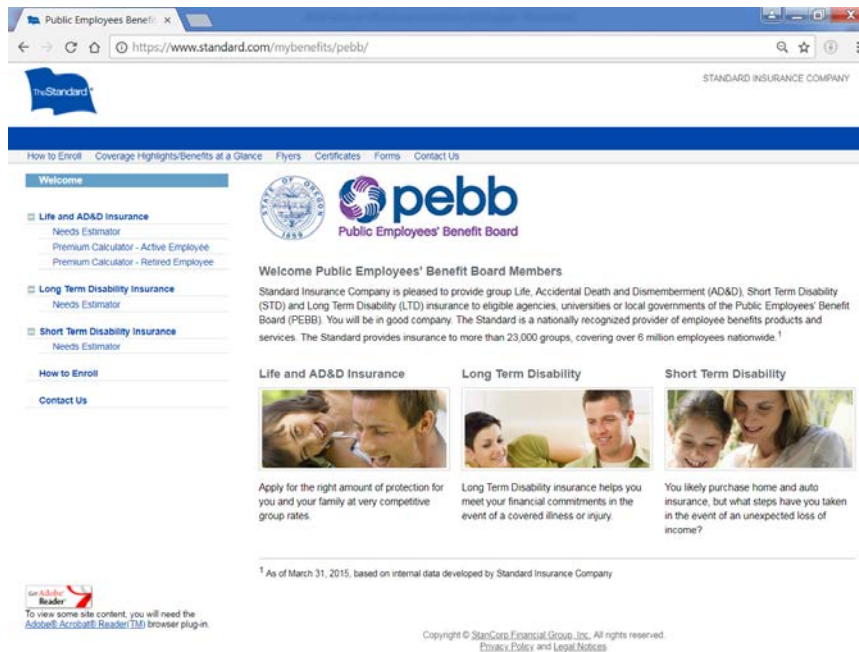 Public Employees Benefi
https://www.standard.com/mybenefits/pebb/
TheStandard
STANDARD INSURANCE COMPANY
How to Enroll Coverage Highlights/Benefits at a Glance Flyers Certificates Forms Contact Us
Welcome
Life and AD&D Insurance
Needs Estimator
Premium Calculator - Active Employee
Premium Calculator - Retired Employee
Long Term Disability Insurance
Needs Estimator
Short Term Disability Insurance
Needs Estimator
How to Enroll
Contact Us
STATE OF OREGON
1859
pebb
Public Employees' Benefit Board
Welcome Public Employees' Benefit Board Members
Standard Insurance Company is pleased to provide group Life, Accidental Death and Dismemberment (AD&D), Short Term Disability
(STD) and Long Term Disability (LTD) insurance to eligible agencies, universities or local governments of the Public Employees' Benefit
Board (PEBB). You will be in good company. The Standard is a nationally recognized provider of employee benefits products and
services. The Standard provides insurance to more than 23,000 groups, covering over 6 million employees nationwide.1
Life and AD&D Insurance
Apply for the right amount of protection for
you and your family at very competitive
group rates.
Long Term Disability
Long Term Disability insurance helps you
meet your financial commitments in the
event of a covered illness or injury.
Short Term Disability
You likely purchase home and auto
insurance, but what steps have you taken
in the event of an unexpected loss of
income?
1 As of March 31, 2015, based on internal data developed by Standard Insurance Company
Get Adobe
Reader
To view some site content, you will need the
Adobe® Acrobat® Reader(TM) browser plug-in.
Copyright © StanCorp Financial Group, Inc. All rights reserved.
Privacy Policy and Legal Notices